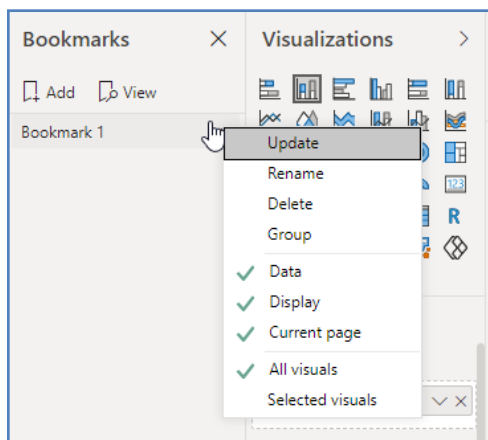 Bookmarks
Visualizations
Add
View
Bookmark 1
Update
Rename
Delete
Group
Data
Display
Current page
All visuals
Selected visuals
123
R